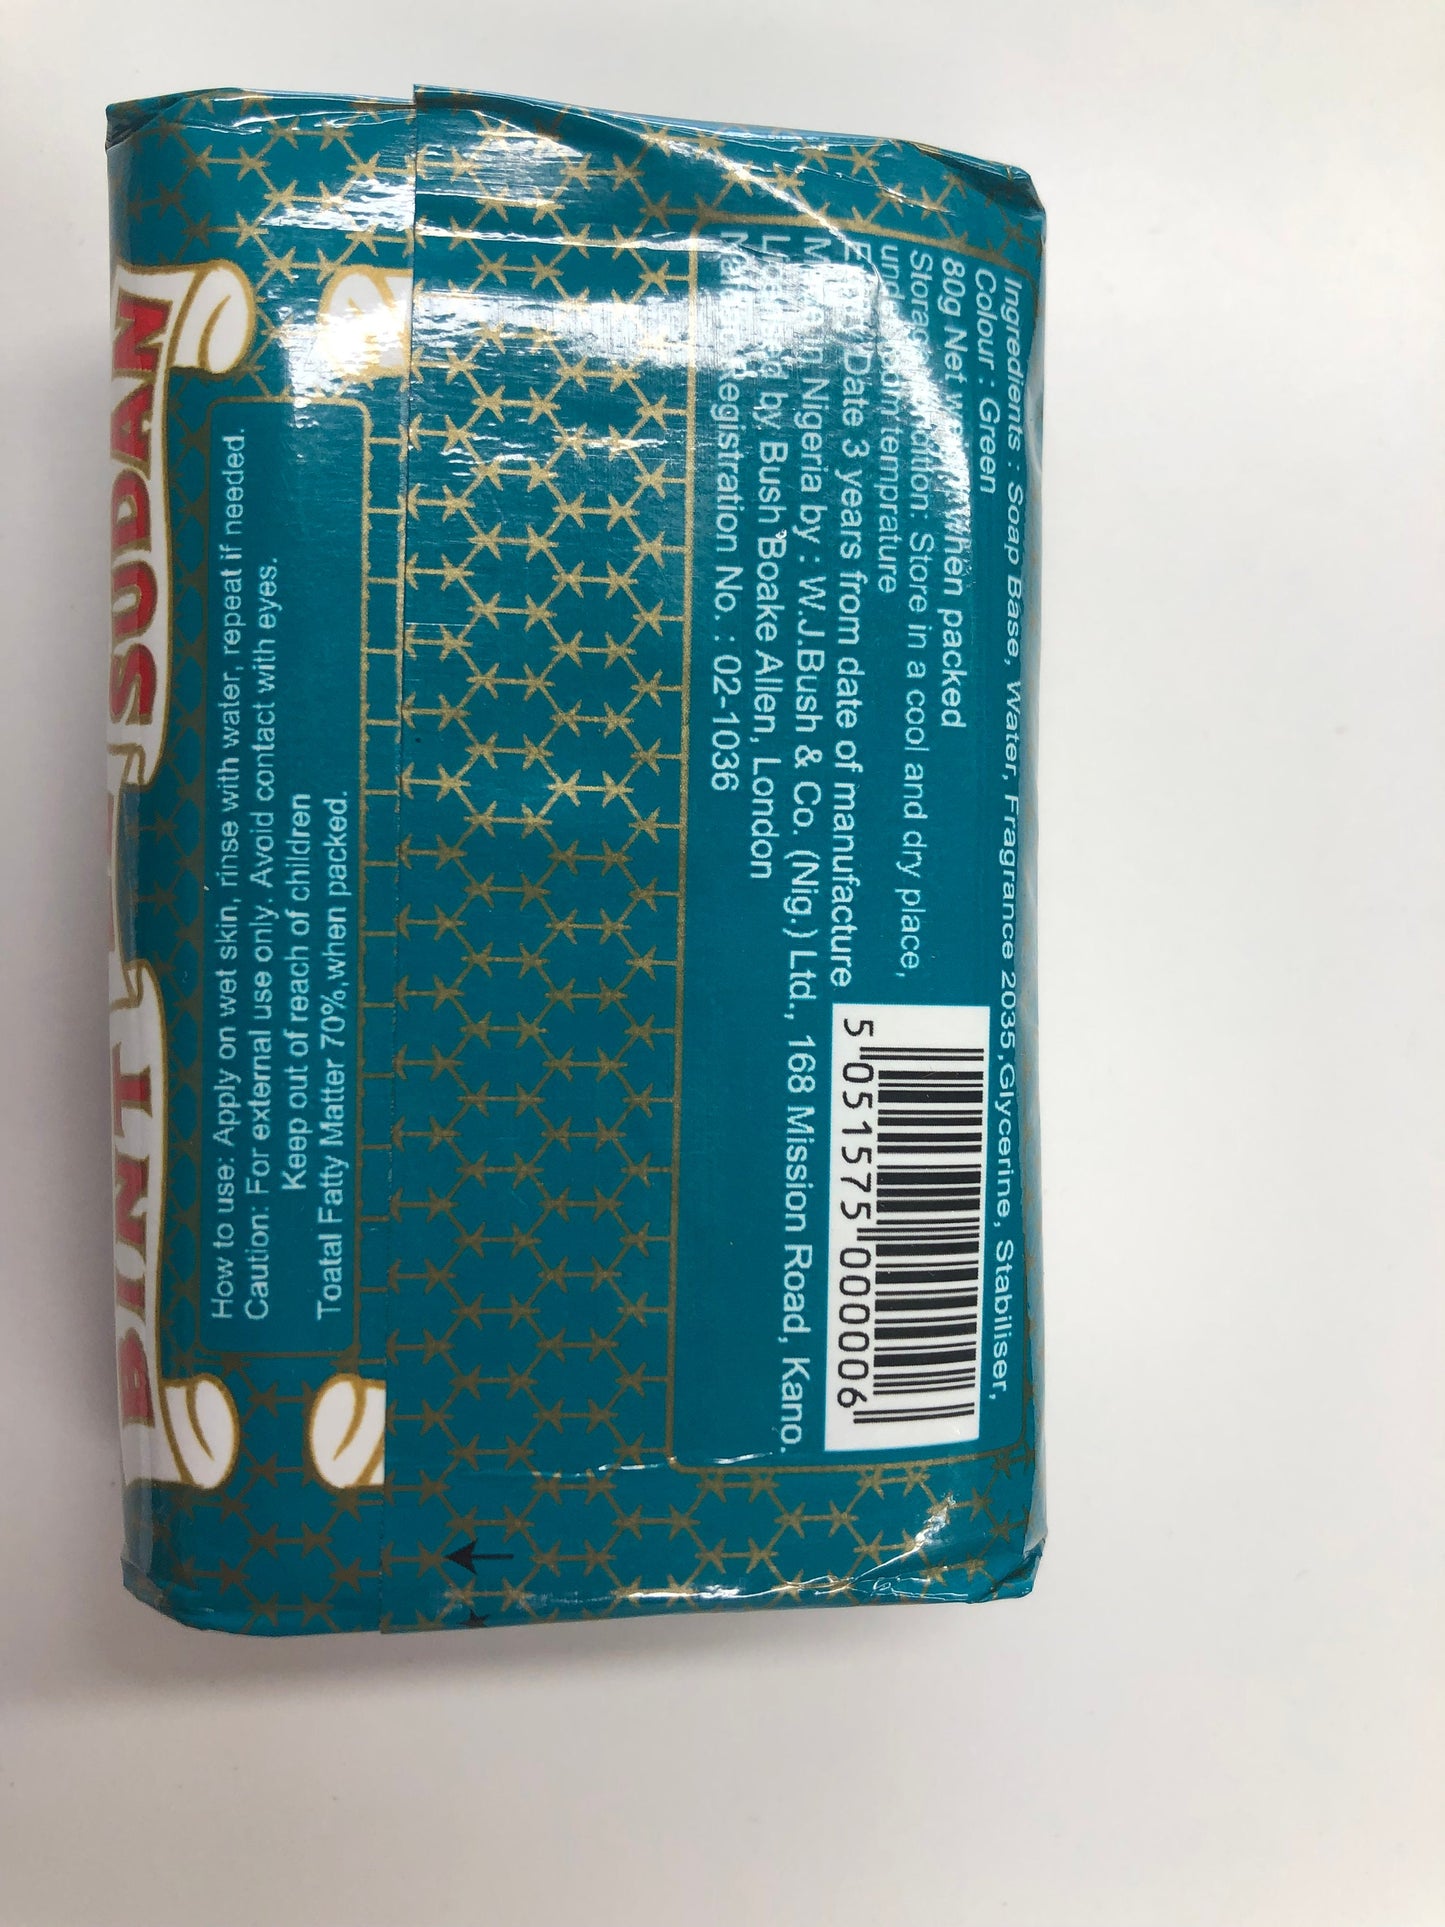 Ingredients : Soap Base, Water, Fragrance 2035,Glycerine, Stabiliser,
Colour : Green
80g Net when packed
Store in a cool and dry place,
temprature
Date 3 years from date of manufacture
Nigeria by : W.J.Bush & Co. (Nig.) Ltd., 168 Mission Road, Kano.
by Bush Boake Allen, London
Registration No. : 02-1036
5 051575 000006
BINT SUDAN
How to use: Apply on wet skin, rinse with water, repeat if needed.
Caution: For external use only. Avoid contact with eyes.
Keep out of reach of children
Toatal Fatty Matter 70%,when packed.